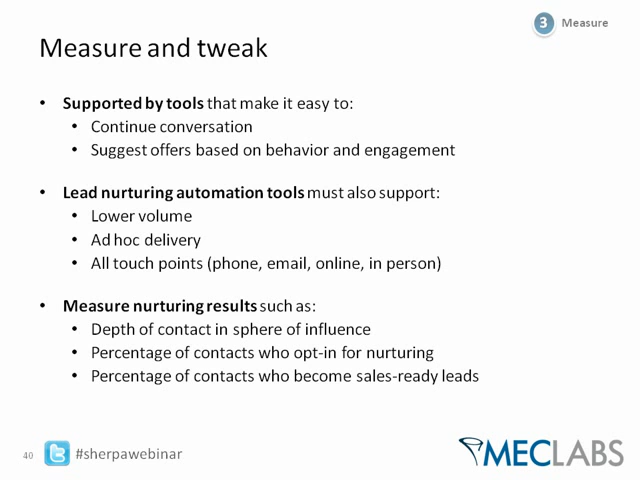 3 Measure
Measure and tweak
• Supported by tools that make it easy to:
• Continue conversation
• Suggest offers based on behavior and engagement
• Lead nurturing automation tools must also support:
• Lower volume
• Ad hoc delivery
• All touch points (phone, email, online, in person)
• Measure nurturing results such as:
• Depth of contact in sphere of influence
• Percentage of contacts who opt-in for nurturing
• Percentage of contacts who become sales-ready leads
40 #sherpawebinar
MECLABS